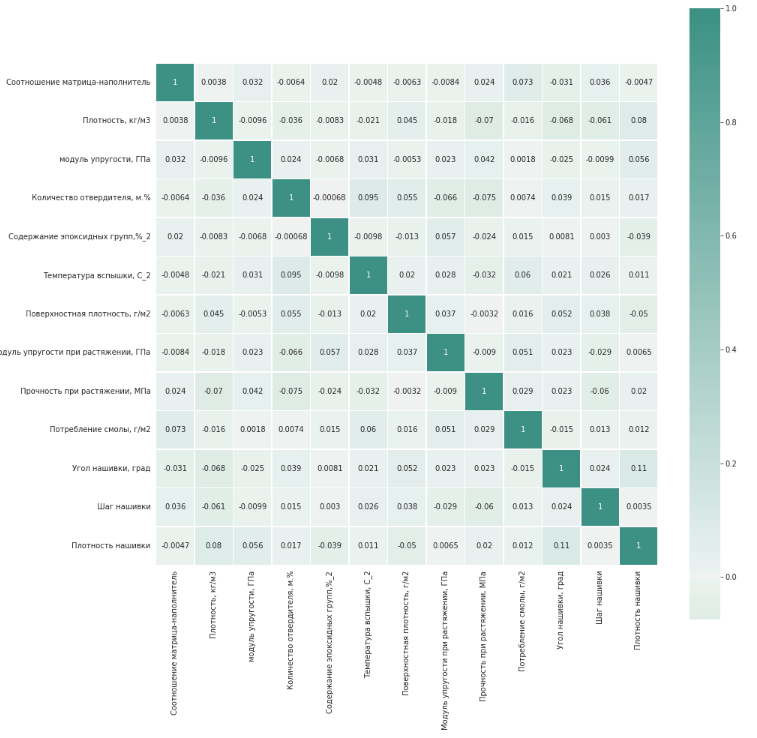 1.0
Соотношение матрица-наполнитель 1 0.0038 0.032 -0.0064 0.02 -0.0048 -0.0063 -0.0084 0.024 0.073 -0.031 0.036 -0.0047
Плотность, кг/м3 0.0038 1 -0.0096 -0.036 -0.0083 -0.021 0.045 -0.018 -0.07 -0.016 -0.068 -0.061 0.08
0.8
модуль упругости, ГПа 0.032 -0.0096 1 0.024 -0.0068 0.031 -0.0053 0.023 0.042 0.0018 -0.025 -0.0099 0.056
Количество отвердителя, м.% -0.0064 -0.036 0.024 1 -0.00068 0.095 0.055 -0.066 -0.075 0.0074 0.039 0.015 0.017
0.6
Содержание эпоксидных групп,%_2 0.02 -0.0083 -0.0068 -0.00068 1 -0.0098 -0.013 0.057 -0.024 0.015 0.0081 0.003 -0.039
Температура вспышки, С_2 -0.0048 -0.021 0.031 0.095 -0.0098 1 0.02 0.028 -0.032 0.06 0.021 0.026 0.011
Поверхностная плотность, г/м2 -0.0063 0.045 -0.0053 0.055 -0.013 0.02 1 0.037 -0.0032 0.016 0.052 0.038 -0.05
0.4
одуль упругости при растяжении, ГПа -0.0084 -0.018 0.023 -0.066 0.057 0.028 0.037 1 -0.009 0.051 0.023 -0.029 0.0065
Прочность при растяжении, МПа 0.024 -0.07 0.042 -0.075 -0.024 -0.032 -0.0032 -0.009 1 0.029 0.023 -0.06 0.02
Потребление смолы, г/м2 0.073 -0.016 0.0018 0.0074 0.015 0.06 0.016 0.051 0.029 1 -0.015 0.013 0.012
0.2
Угол нашивки, град -0.031 -0.068 -0.025 0.039 0.0081 0.021 0.052 0.023 0.023 -0.015 1 0.024 0.11
Шаг нашивки 0.036 -0.061 -0.0099 0.015 0.003 0.026 0.038 -0.029 -0.06 0.013 0.024 1 0.0035
Плотность нашивки -0.0047 0.08 0.056 0.017 -0.039 0.011 -0.05 0.0065 0.02 0.012 0.11 0.0035 1
0.0
Соотношение матрица-наполнитель
Плотность, кг/м3
модуль упругости, ГПа
Количество отвердителя, м.%
Содержание эпоксидных групп,%_2
Температура вспышки, С_2
Поверхностная плотность, г/м2
Модуль упругости при растяжении, ГПа
Прочность при растяжении, МПа
Потребление смолы, г/м2
Угол нашивки, град
Шаг нашивки
Плотность нашивки